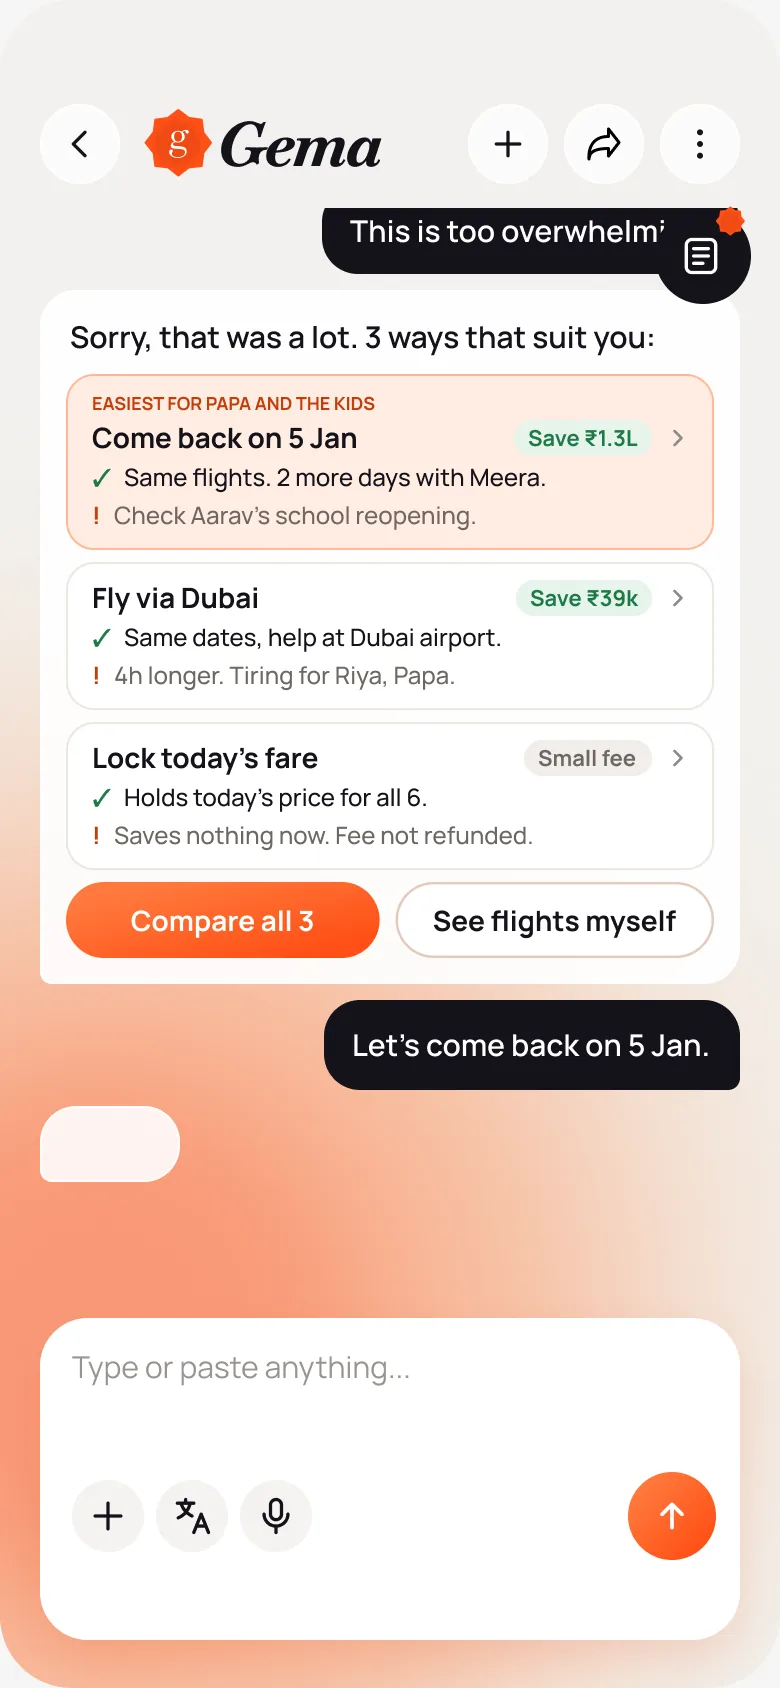 g Gema
This is too overwhelmi
Sorry, that was a lot. 3 ways that suit you:
EASIEST FOR PAPA AND THE KIDS
Come back on 5 Jan
Save ₹1.3L
✓ Same flights. 2 more days with Meera.
! Check Aarav’s school reopening.
Fly via Dubai
Save ₹39k
✓ Same dates, help at Dubai airport.
! 4h longer. Tiring for Riya, Papa.
Lock today’s fare
Small fee
✓ Holds today’s price for all 6.
! Saves nothing now. Fee not refunded.
Compare all 3
See flights myself
Let’s come back on 5 Jan.
Type or paste anything...
文A